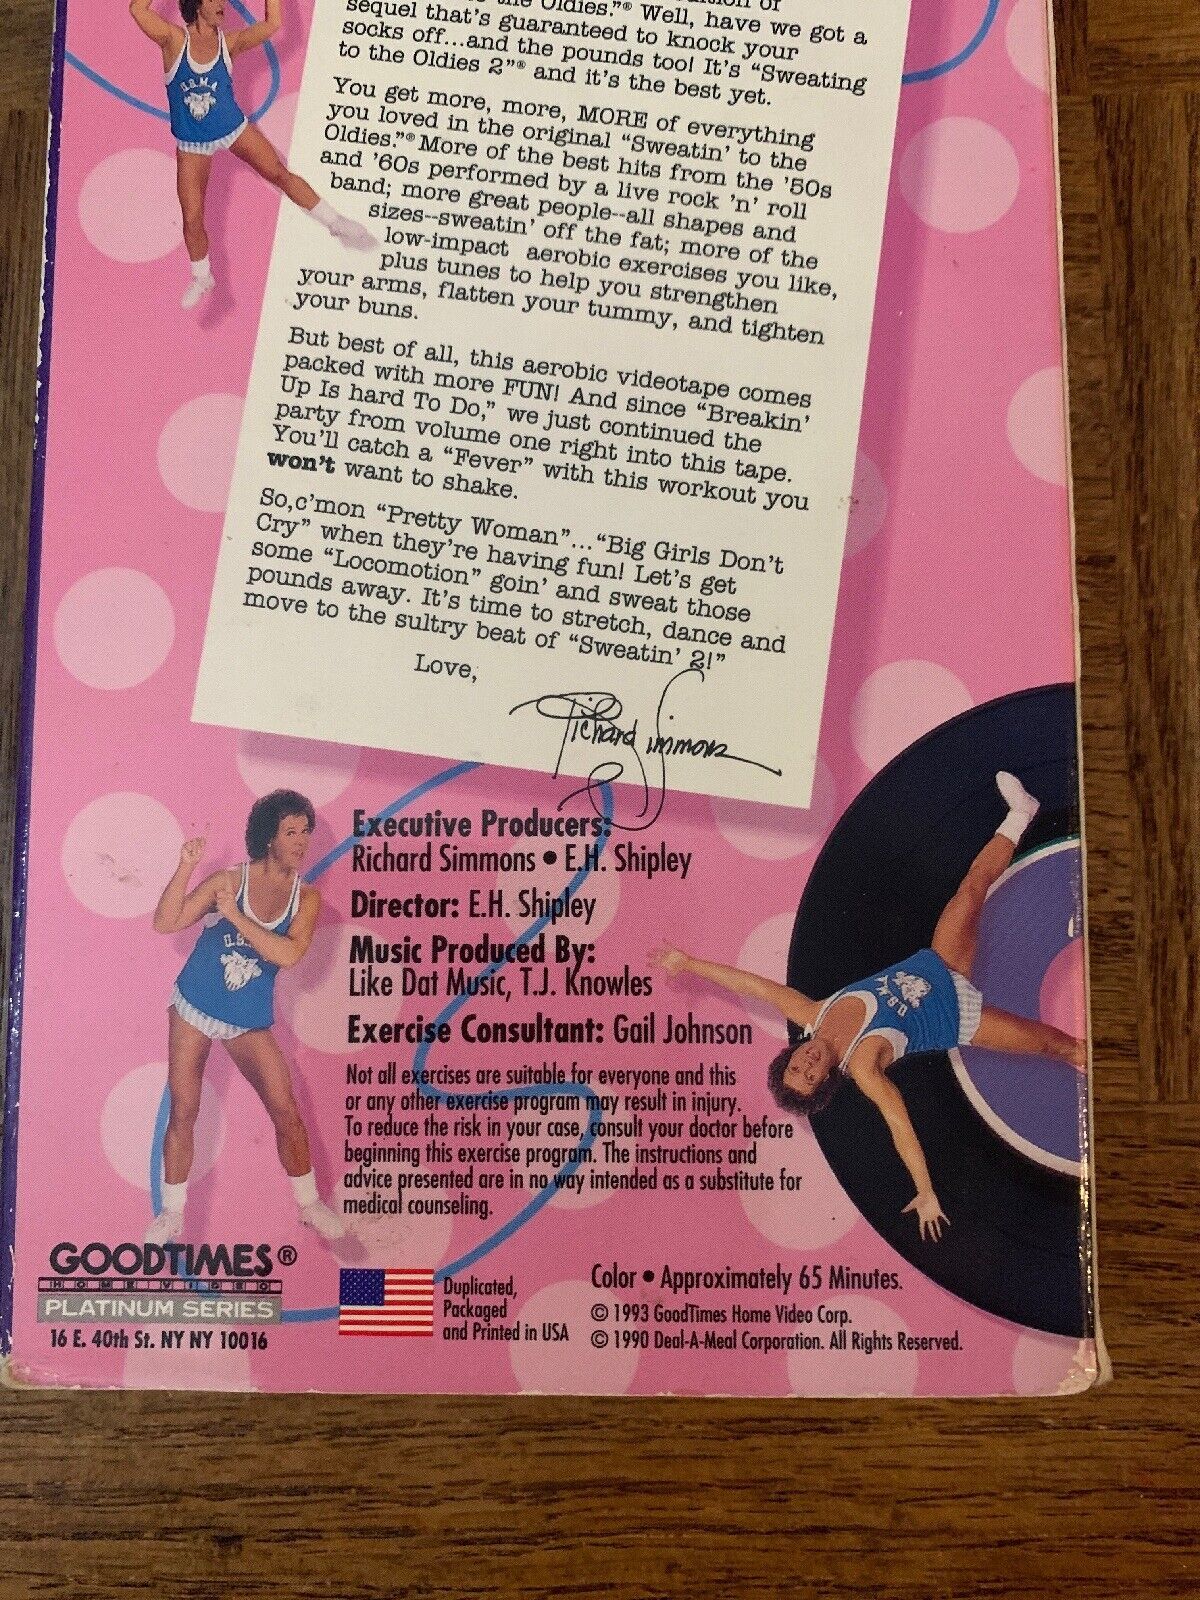 the Oldies."® Well, have we got a
sequel that's guaranteed to knock your
socks off...and the pounds too! It's "Sweating
to the Oldies 2"® and it's the best yet.
You get more, more, MORE of everything
you loved in the original "Sweatin' to the
Oldies."® More of the best hits from the '50s
and '60s performed by a live rock 'n' roll
band; more great people--all shapes and
sizes--sweatin' off the fat; more of the
low-impact aerobic exercises you like,
plus tunes to help you strengthen
your arms, flatten your tummy, and tighten
your buns.
But best of all, this aerobic videotape comes
packed with more FUN! And since "Breakin'
Up Is hard To Do," we just continued the
party from volume one right into this tape.
You'll catch a "Fever" with this workout you
won't want to shake.
So,c'mon "Pretty Woman"..."Big Girls Don't
Cry" when they're having fun! Let's get
some "Locomotion" goin' and sweat those
pounds away. It's time to stretch, dance and
move to the sultry beat of "Sweatin' 2!"
Love,
Richard Simmons
Executive Producers:
Richard Simmons • E.H. Shipley
Director: E.H. Shipley
Music Produced By:
Like Dat Music, T.J. Knowles
Exercise Consultant: Gail Johnson
Not all exercises are suitable for everyone and this
or any other exercise program may result in injury.
To reduce the risk in your case, consult your doctor before
beginning this exercise program. The instructions and
advice presented are in no way intended as a substitute for
medical counseling.
GOODTIMES®
HOME VIDEO
PLATINUM SERIES
16 E. 40th St. NY NY 10016
Duplicated,
Packaged
and Printed in USA
Color • Approximately 65 Minutes.
© 1993 GoodTimes Home Video Corp.
© 1990 Deal-A-Meal Corporation. All Rights Reserved.